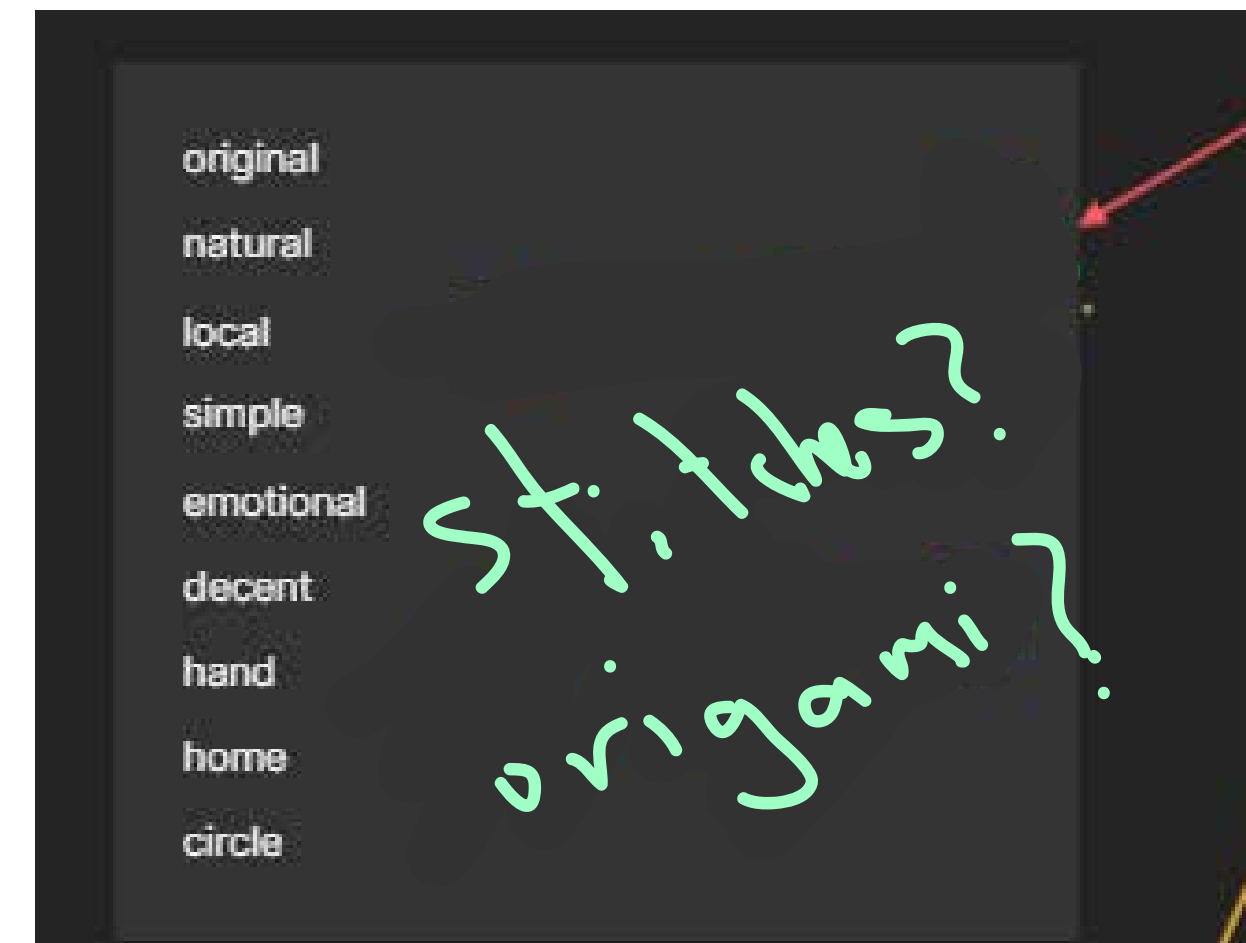 original
natural
local
simple
emotional
decent
hand
home
circle
stitches?
origami?